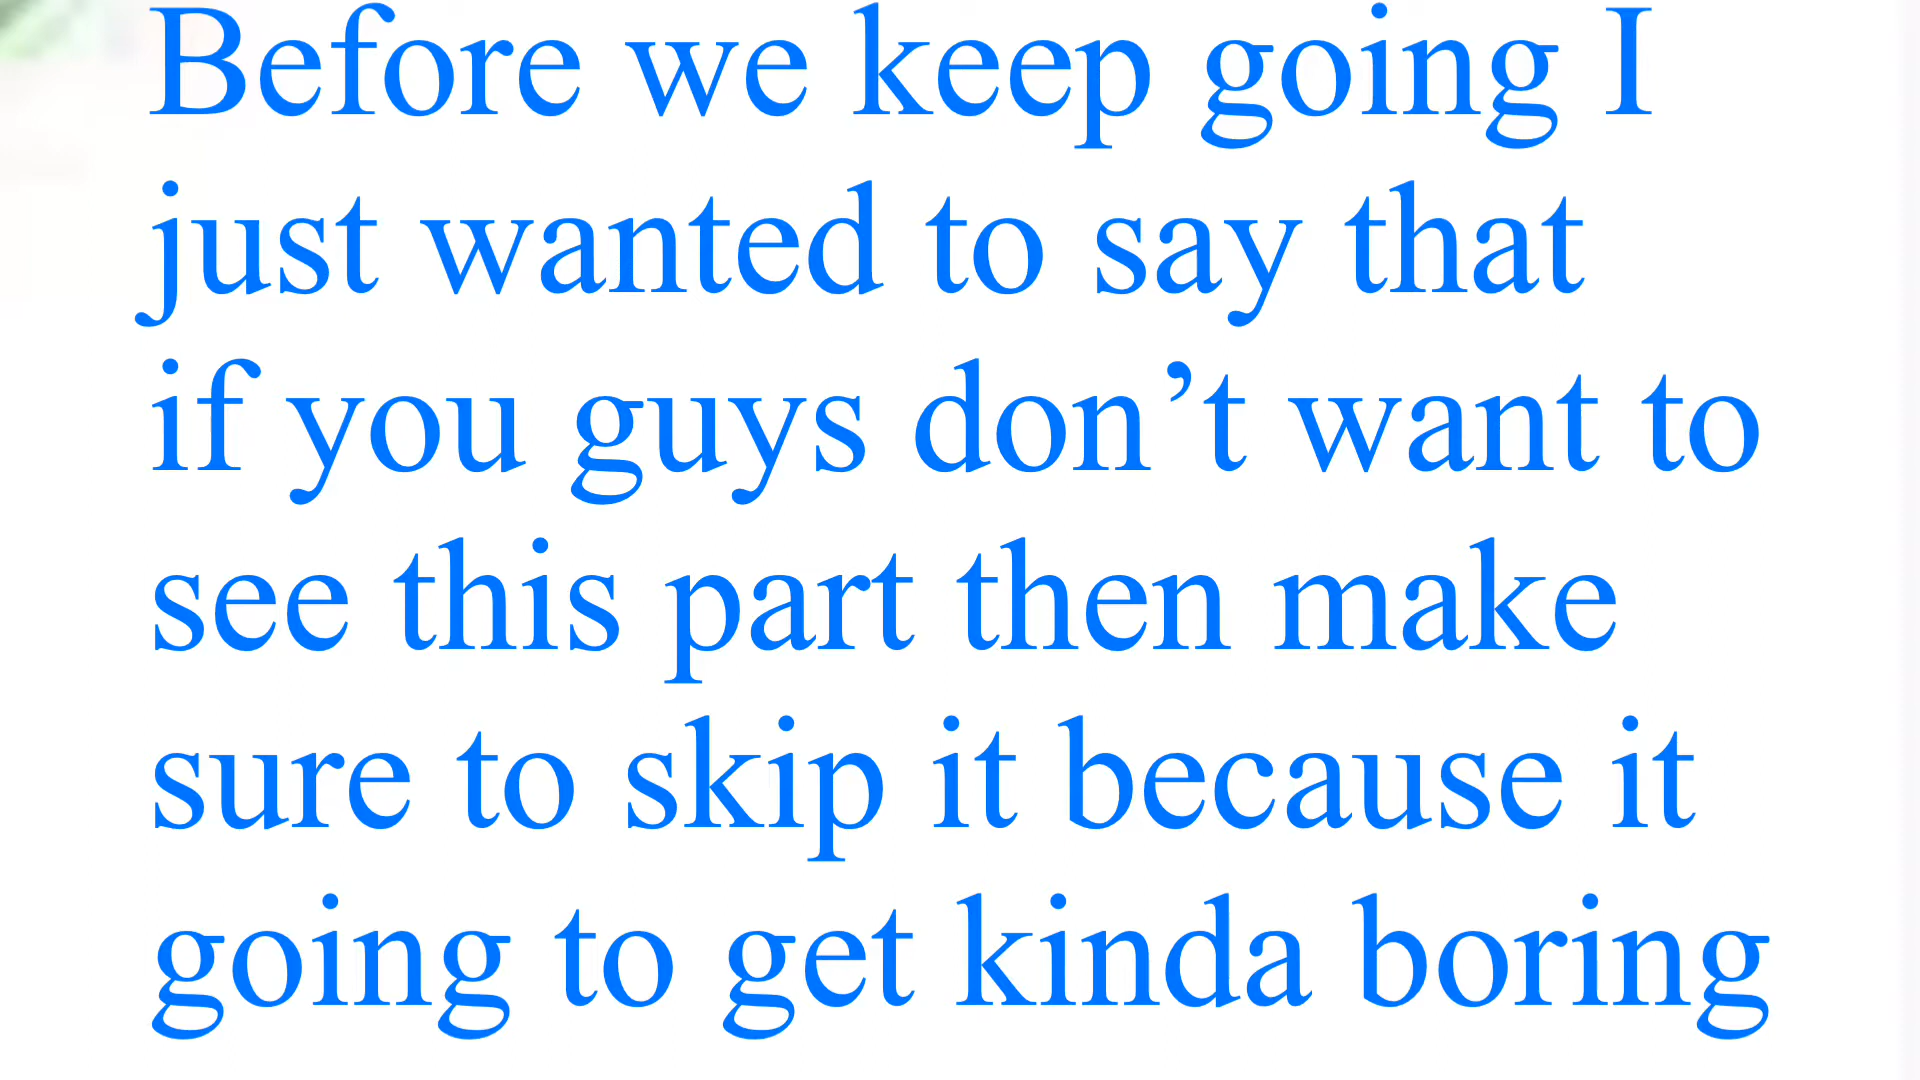 Before we keep going I
just wanted to say that
if you guys don’t want to
see this part then make
sure to skip it because it
going to get kinda boring